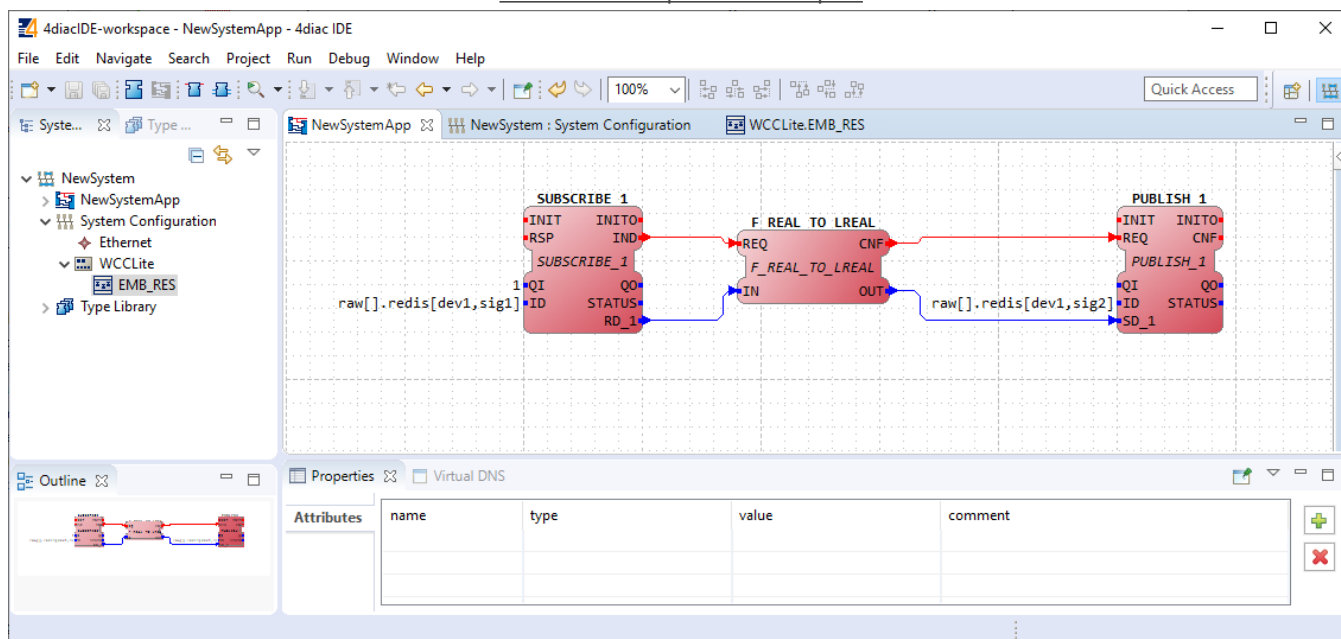 4diacIDE-workspace - NewSystemApp - 4diac IDE
File Edit Navigate Search Project Run Debug Window Help
100%
Quick Access
Syste...
Type ...
NewSystemApp
NewSystem : System Configuration
WCCLite.EMB_RES
NewSystem
NewSystemApp
System Configuration
Ethernet
WCCLite
EMB_RES
Type Library
SUBSCRIBE_1
INIT INITO
RSP IND
SUBSCRIBE_1
1 QI QO
raw[].redis[dev1,sig1] ID STATUS
RD_1
F_REAL_TO_LREAL
REQ CNF
F_REAL_TO_LREAL
IN OUT
PUBLISH_1
INIT INITO
REQ CNF
PUBLISH_1
QI QO
raw[].redis[dev1,sig2] ID STATUS
SD_1
Outline
Properties
Virtual DNS
Attributes
name type value comment